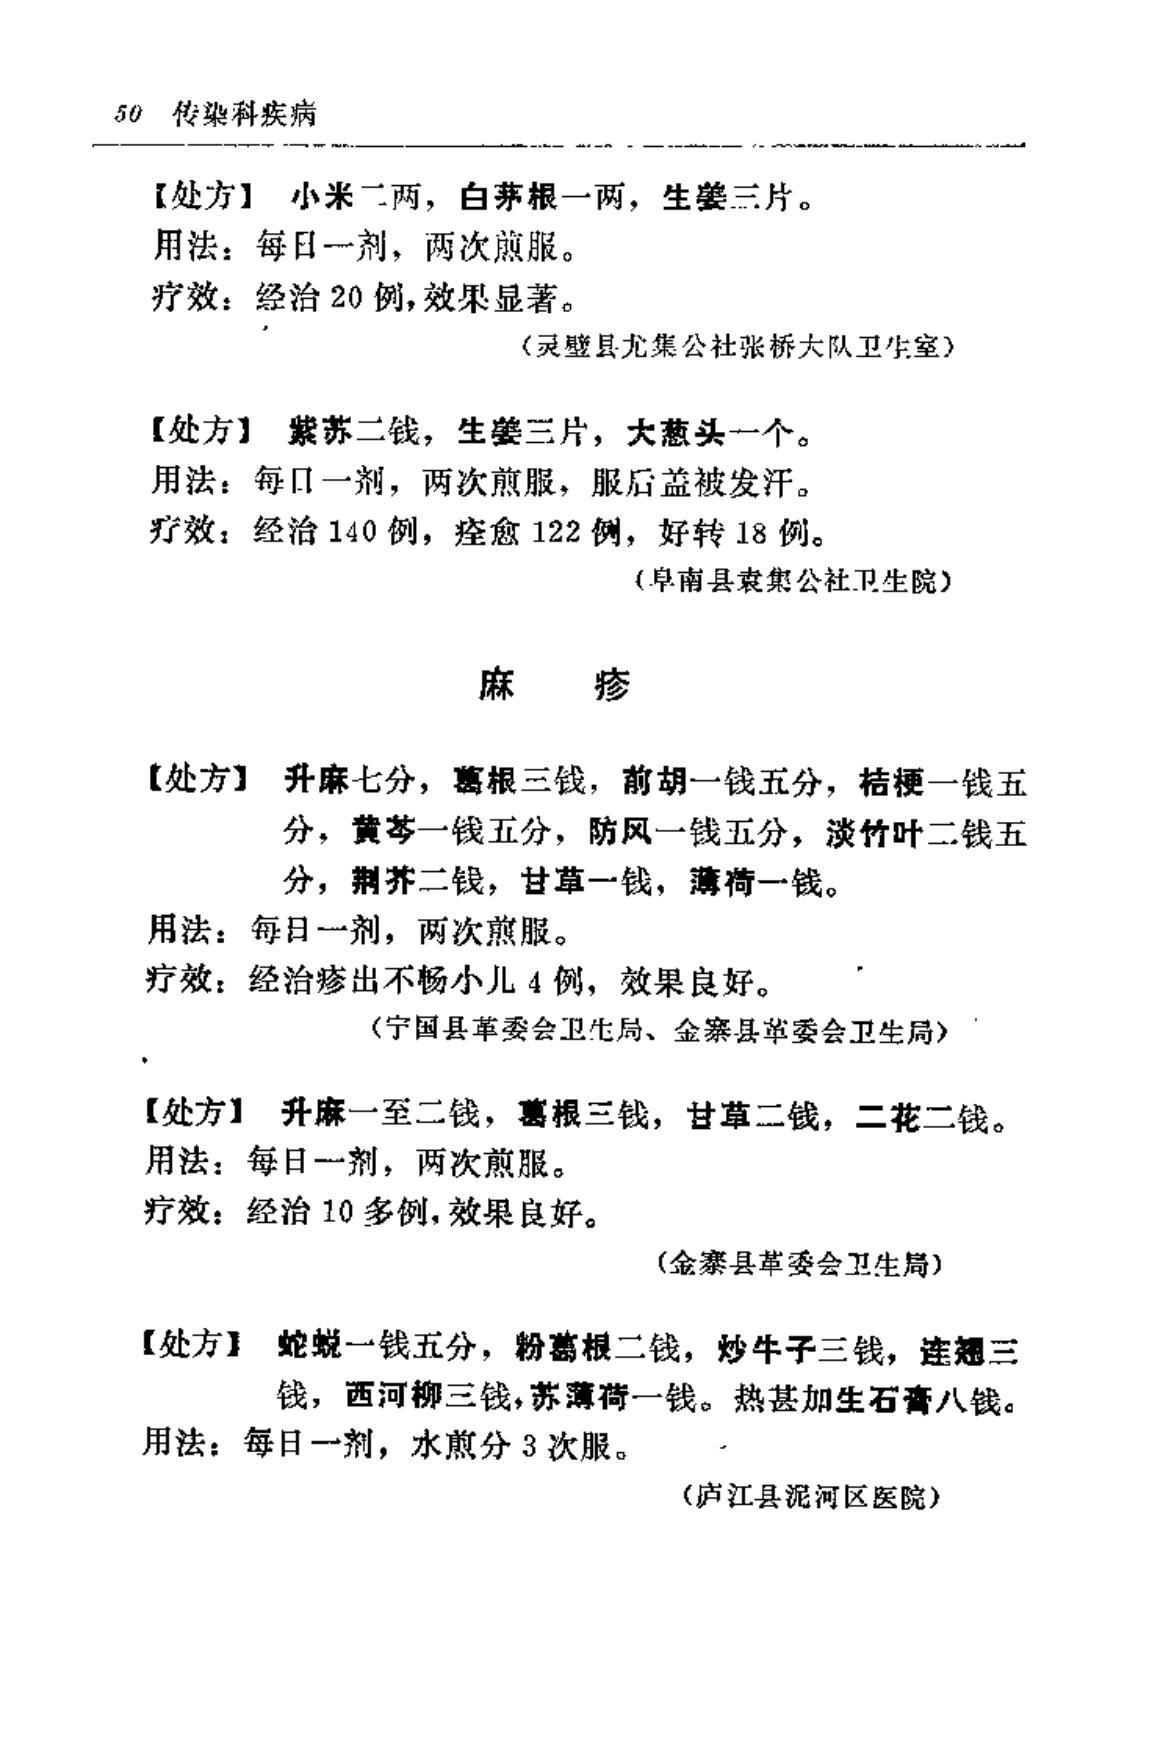 50 传染科疾病
【处方】 小米二两，白茅根一两，生姜三片。
用法：每日一剂，两次煎服。
疗效：经治20例，效果显著。
（灵璧县尤集公社张桥大队卫生室）
【处方】 紫苏二钱，生姜三片，大葱头一个。
用法：每日一剂，两次煎服，服后盖被发汗。
疗效：经治140例，痊愈122例，好转18例。
（阜南县袁集公社卫生院）
麻 疹
【处方】 升麻七分，葛根三钱，前胡一钱五分，桔梗一钱五
分，黄芩一钱五分，防风一钱五分，淡竹叶二钱五
分，荆芥二钱，甘草一钱，薄荷一钱。
用法：每日一剂，两次煎服。
疗效：经治疹出不畅小儿4例，效果良好。
（宁国县革委会卫生局、金寨县革委会卫生局）
【处方】 升麻一至二钱，葛根三钱，甘草二钱，二花二钱。
用法：每日一剂，两次煎服。
疗效：经治10多例，效果良好。
（金寨县革委会卫生局）
【处方】 蛇蜕一钱五分，粉葛根二钱，炒牛子三钱，连翘三
钱，西河柳三钱，苏薄荷一钱。热甚加生石膏八钱。
用法：每日一剂，水煎分3次服。
（庐江县泥河区医院）